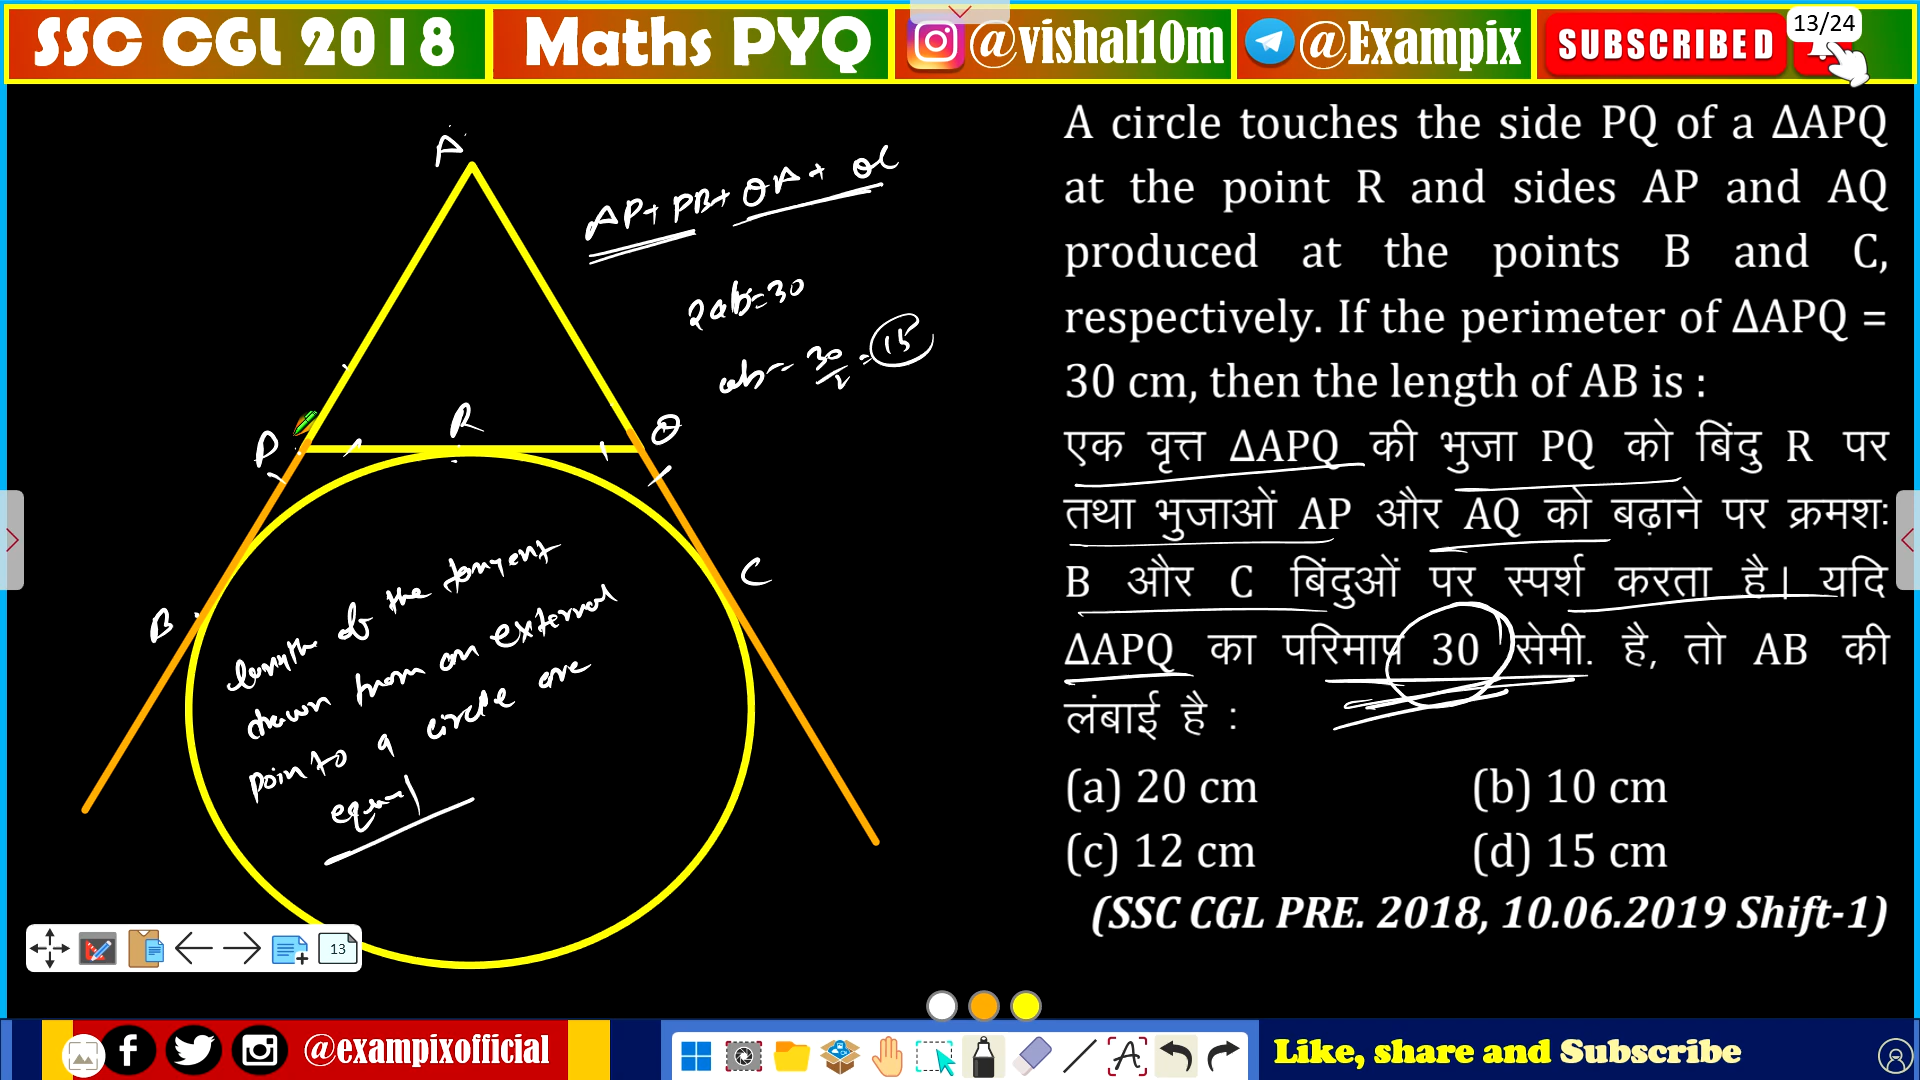 SSC CGL 2018
Maths PYQ
@vishal10m
@Exampix
SUBSCRIBED
13/24
A circle touches the side PQ of a ΔAPQ
at the point R and sides AP and AQ
produced at the points B and C,
respectively. If the perimeter of ΔAPQ =
30 cm, then the length of AB is :
एक वृत्त ΔAPQ की भुजा PQ को बिंदु R पर
तथा भुजाओं AP और AQ को बढ़ाने पर क्रमशः
B और C बिंदुओं पर स्पर्श करता है। यदि
ΔAPQ का परिमाप 30 सेमी. है, तो AB की
लंबाई है :
(a) 20 cm
(b) 10 cm
(c) 12 cm
(d) 15 cm
(SSC CGL PRE. 2018, 10.06.2019 Shift-1)
A
AP+ PB+ QA+ QC
2ab=30
ab= 30/2 = 15
P
R
Q
B
C
length of the tangent
drawn from an external
point to a circle are
equal
13
@exampixofficial
Like, share and Subscribe